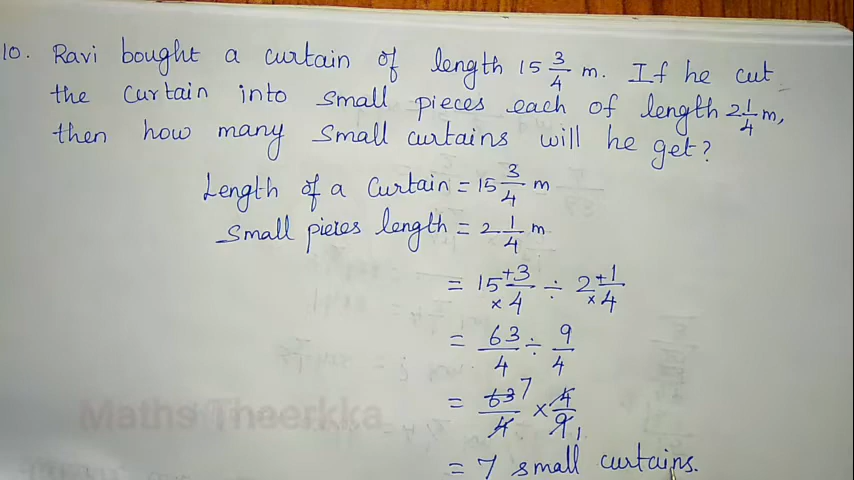 10. Ravi bought a curtain of length 15 3/4 m. If he cut
the curtain into small pieces each of length 2 1/4 m,
then how many small curtains will he get?
Length of a Curtain = 15 3/4 m
Small pieces length = 2 1/4 m
= 15 +3/×4 ÷ 2 +1/×4
= 63/4 ÷ 9/4
= 63 7/4 × 4/9 1
= 7 small curtains.
Maths Theerkka